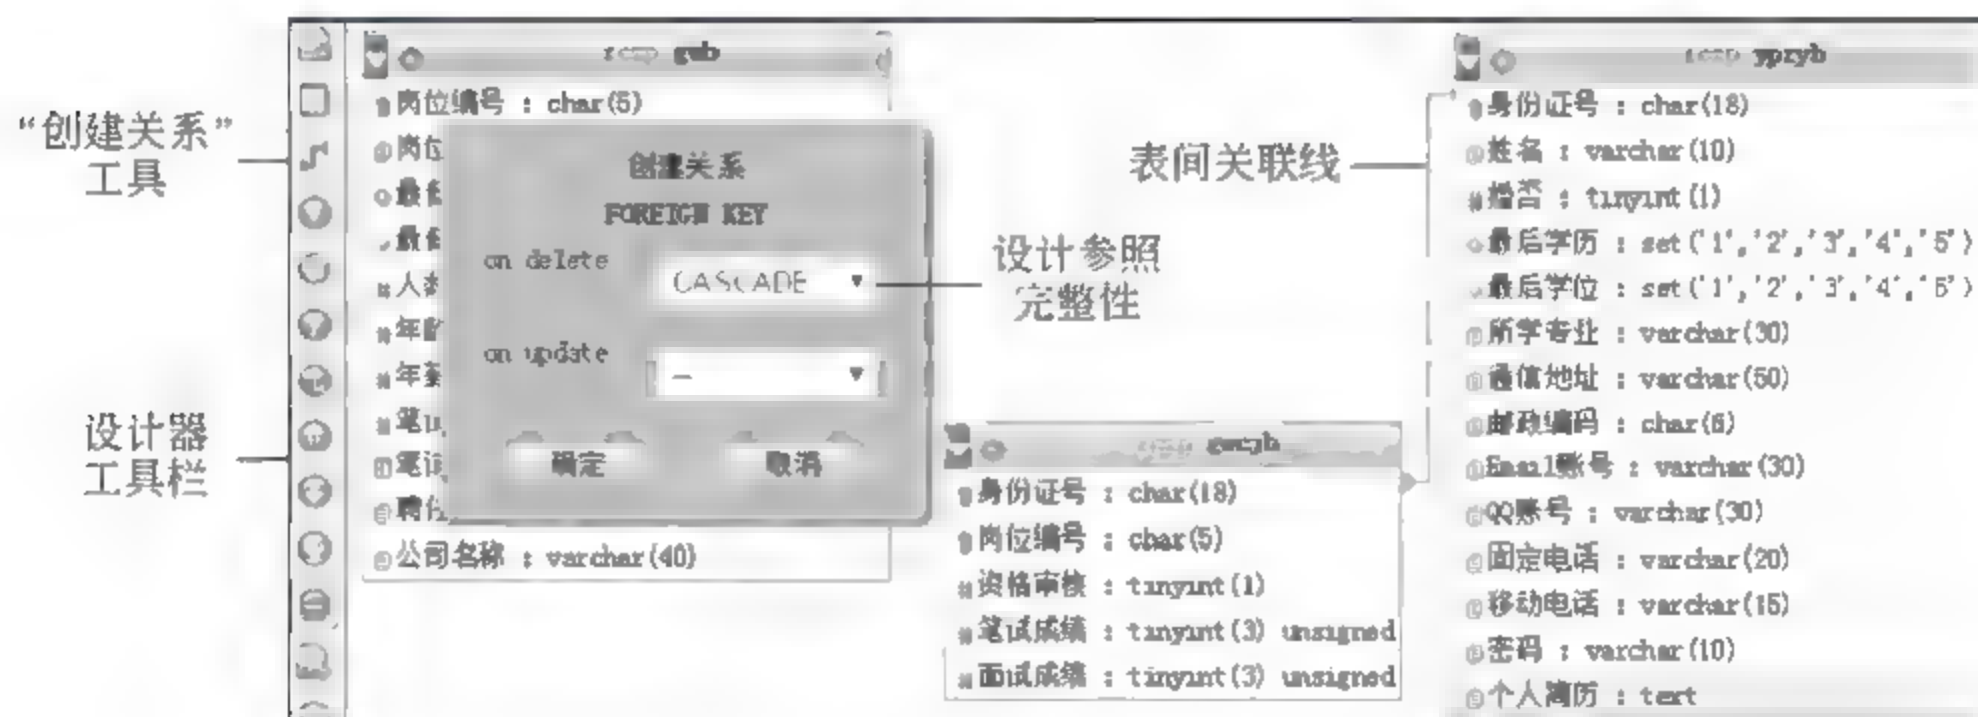 “创建关系”
工具
设计器
工具栏
岗位编号 : char(5)
岗位
最低
最低
年龄
年薪
公司名称 : varchar(40)
创建关系
FOREIGN KEY
on delete
CASCADE
on update
确定
取消
设计参照
完整性
表间关联线
身份证号 : char(18)
岗位编号 : char(5)
资格审核 : tinyint(1)
笔试成绩 : tinyint(3) unsigned
面试成绩 : tinyint(3) unsigned
ypryb
身份证号 : char(18)
姓名 : varchar(10)
婚否 : tinyint(1)
最后学历 : set('1','2','3','4','5')
最后学位 : set('1','2','3','4','5')
所学专业 : varchar(30)
通信地址 : varchar(50)
邮政编码 : char(6)
Email账号 : varchar(30)
QQ账号 : varchar(30)
固定电话 : varchar(20)
移动电话 : varchar(15)
密码 : varchar(10)
个人简历 : text